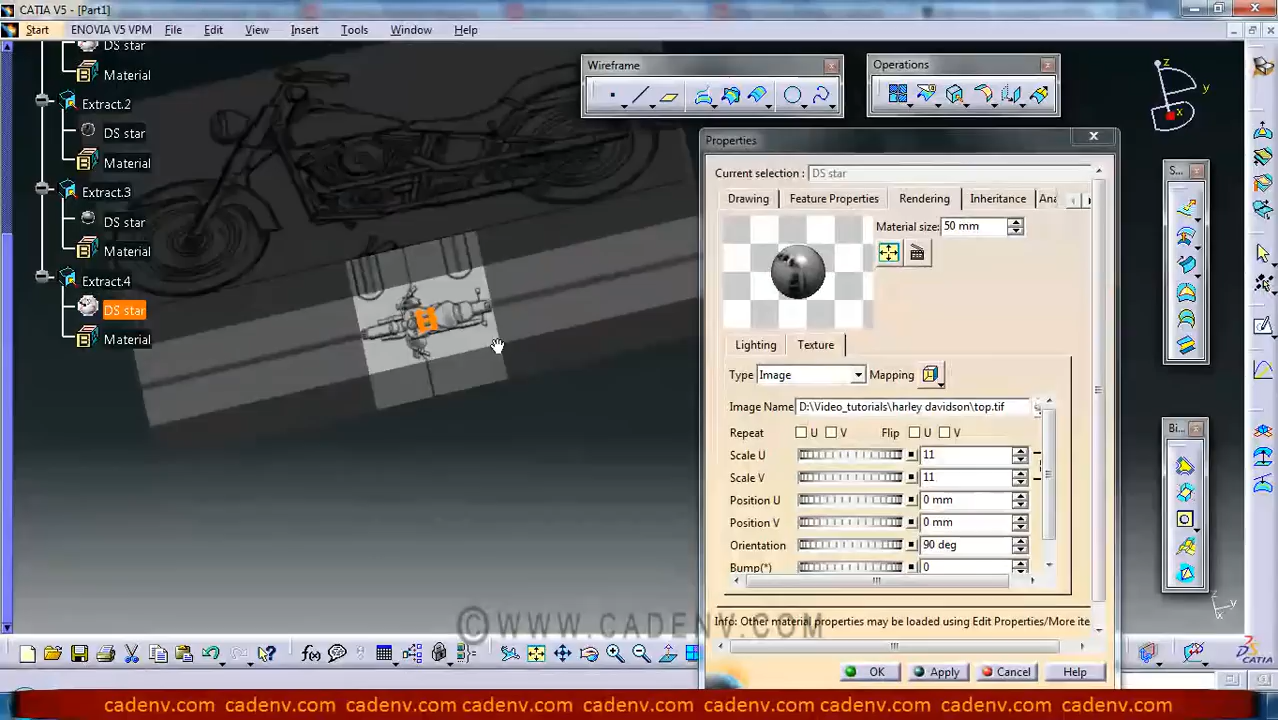 CATIA V5 - [Part1]
Start ENOVIA V5 VPM File Edit View Insert Tools Window Help
DS star
Material
Extract.2
DS star
Material
Extract.3
DS star
Material
Extract.4
DS star
Material
Wireframe
Operations
z
y
x
S...
Bi...
Properties
Current selection : DS star
Drawing Feature Properties Rendering Inheritance Ana
Material size: 50 mm
Lighting Texture
Type Image Mapping
Image Name D:\Video_tutorials\harley davidson\top.tif
Repeat U V Flip U V
Scale U 11
Scale V 11
Position U 0 mm
Position V 0 mm
Orientation 90 deg
Bump(*) 0
Info: Other material properties may be loaded using Edit Properties/More ite
OK Apply Cancel Help
©WWW.CADENV.COM
z
y
x
f(x)
CATIA
cadenv.com cadenv.com cadenv.com cadenv.com cadenv.com cadenv.com cadenv.com cadenv.com cadenv.com